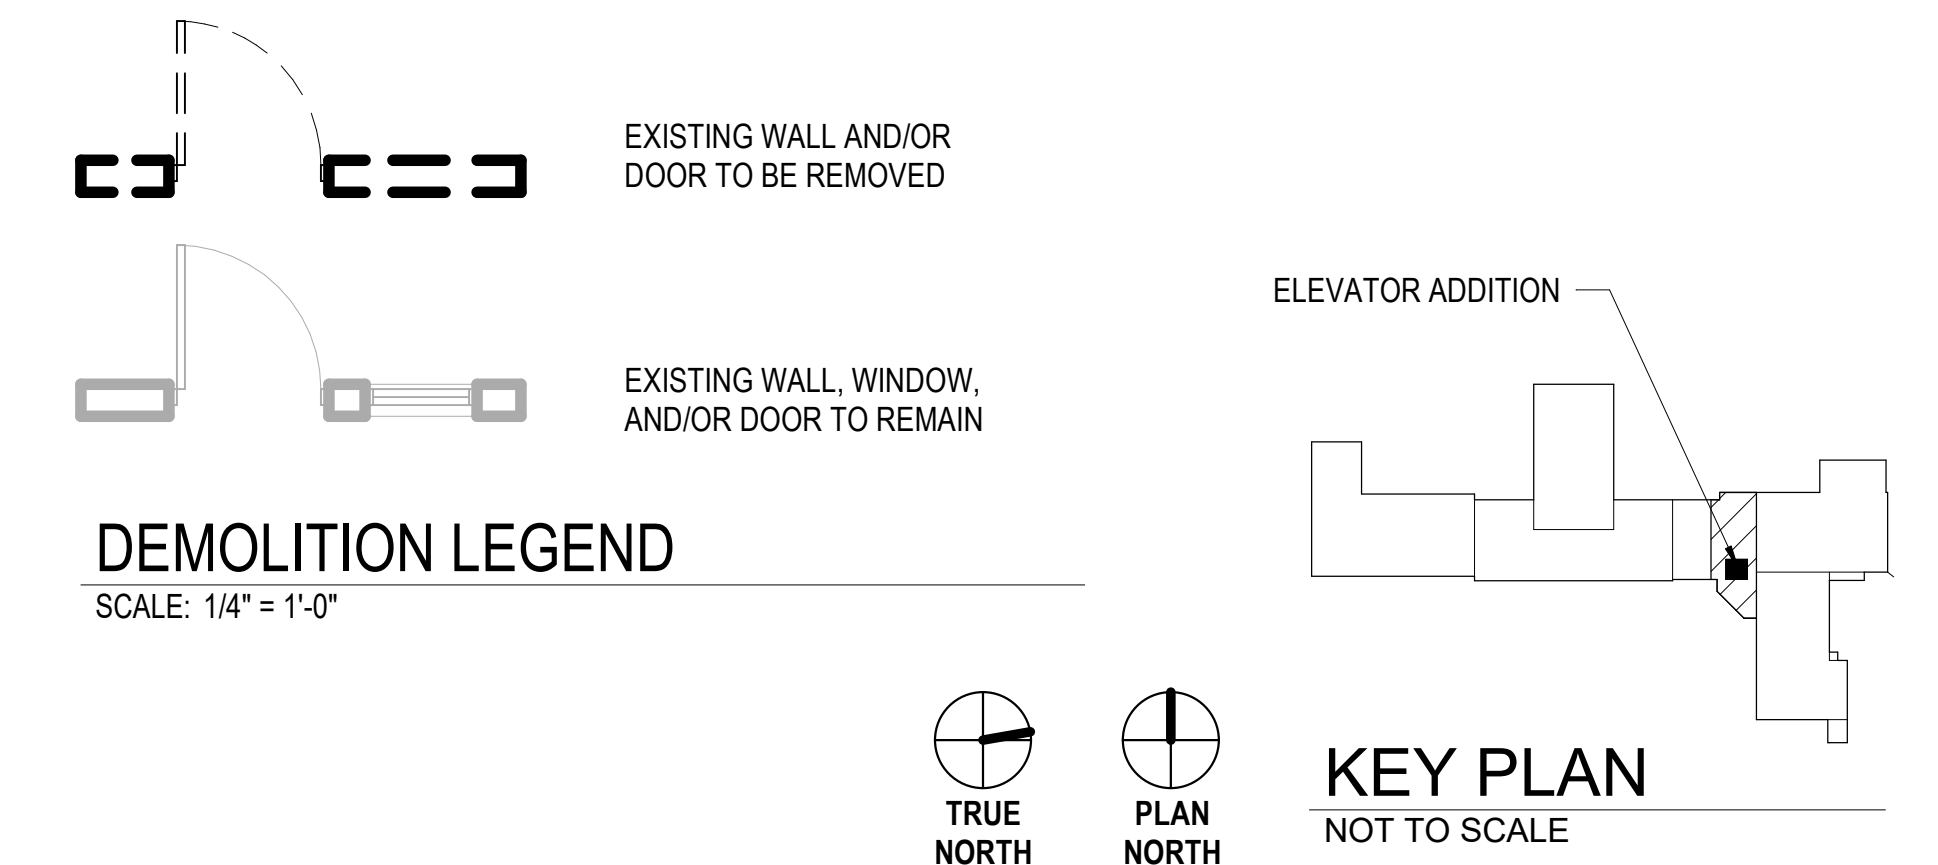 EXISTING WALL AND/OR
DOOR TO BE REMOVED
EXISTING WALL, WINDOW,
AND/OR DOOR TO REMAIN
DEMOLITION LEGEND
SCALE: 1/4" = 1'-0"
ELEVATOR ADDITION
TRUE
NORTH
PLAN
NORTH
KEY PLAN
NOT TO SCALE